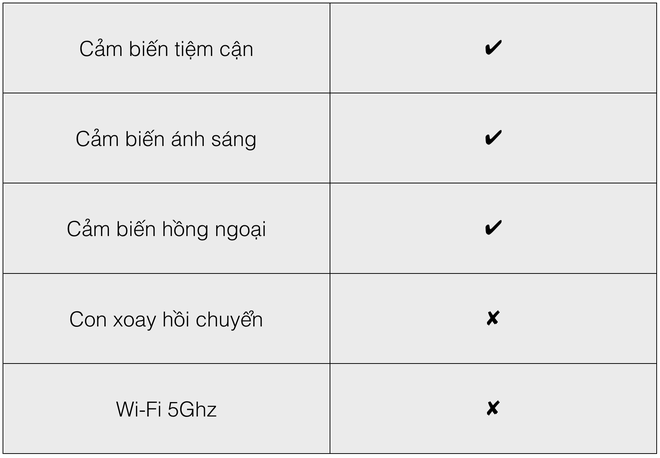 Cảm biến tiệm cận ✔
Cảm biến ánh sáng ✔
Cảm biến hồng ngoại ✔
Con xoay hồi chuyển ✘
Wi-Fi 5Ghz ✘